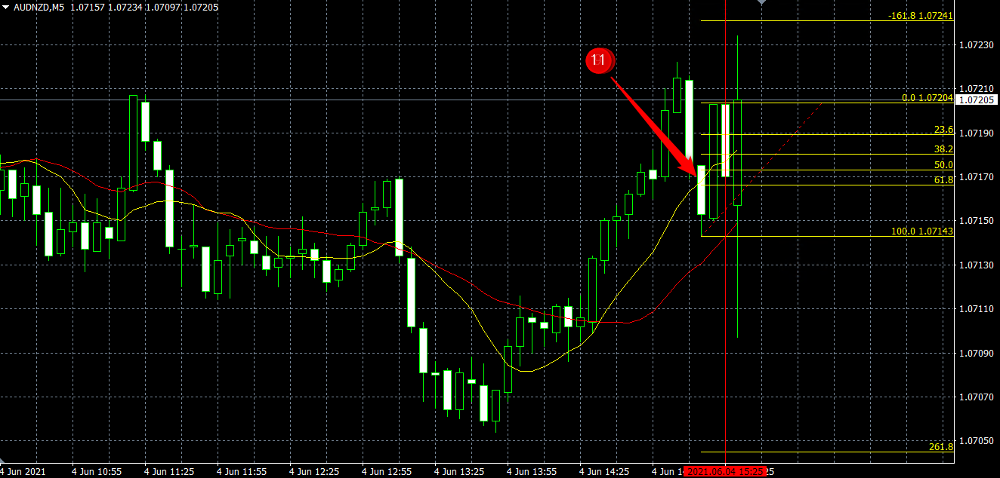 AUDNZD,M5 1.07157 1.07234 1.07097 1.07205
-161.8 1.07241
1.07230
11
1.07210
0.0 1.07204
1.07205
23.6
1.07190
38.2
50.0
1.07170
61.8
1.07150
100.0 1.07143
1.07130
1.07110
1.07090
1.07070
261.8
1.07050
4 Jun 2021
4 Jun 10:55
4 Jun 11:25
4 Jun 11:55
4 Jun 12:25
4 Jun 12:55
4 Jun 13:25
4 Jun 13:55
4 Jun 14:25
4 Jun 1
2021.06.04 15:25
25